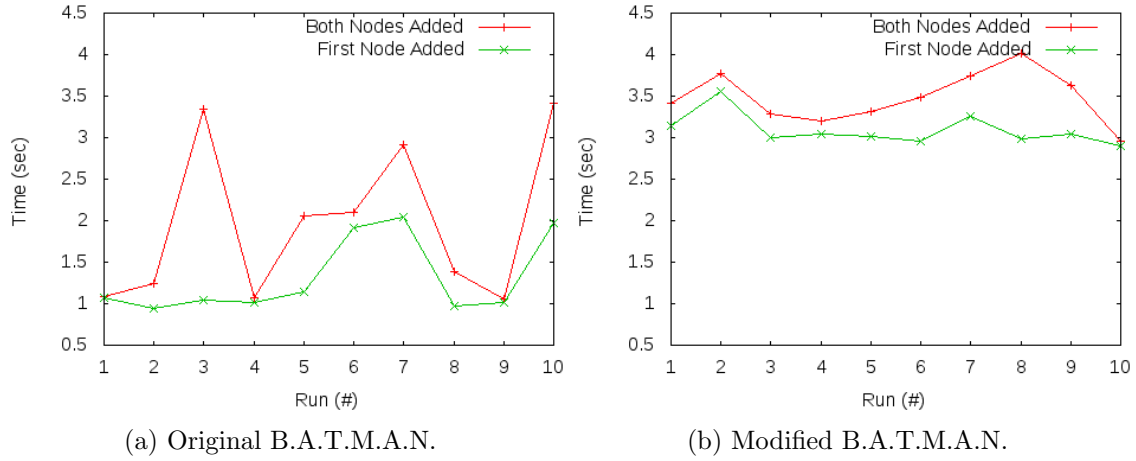 4.5
4
3.5
3
2.5
2
1.5
1
0.5
Time (sec)
Both Nodes Added
First Node Added
1 2 3 4 5 6 7 8 9 10
Run (#)
(a) Original B.A.T.M.A.N.
4.5
4
3.5
3
2.5
2
1.5
1
0.5
Time (sec)
Both Nodes Added
First Node Added
1 2 3 4 5 6 7 8 9 10
Run (#)
(b) Modified B.A.T.M.A.N.